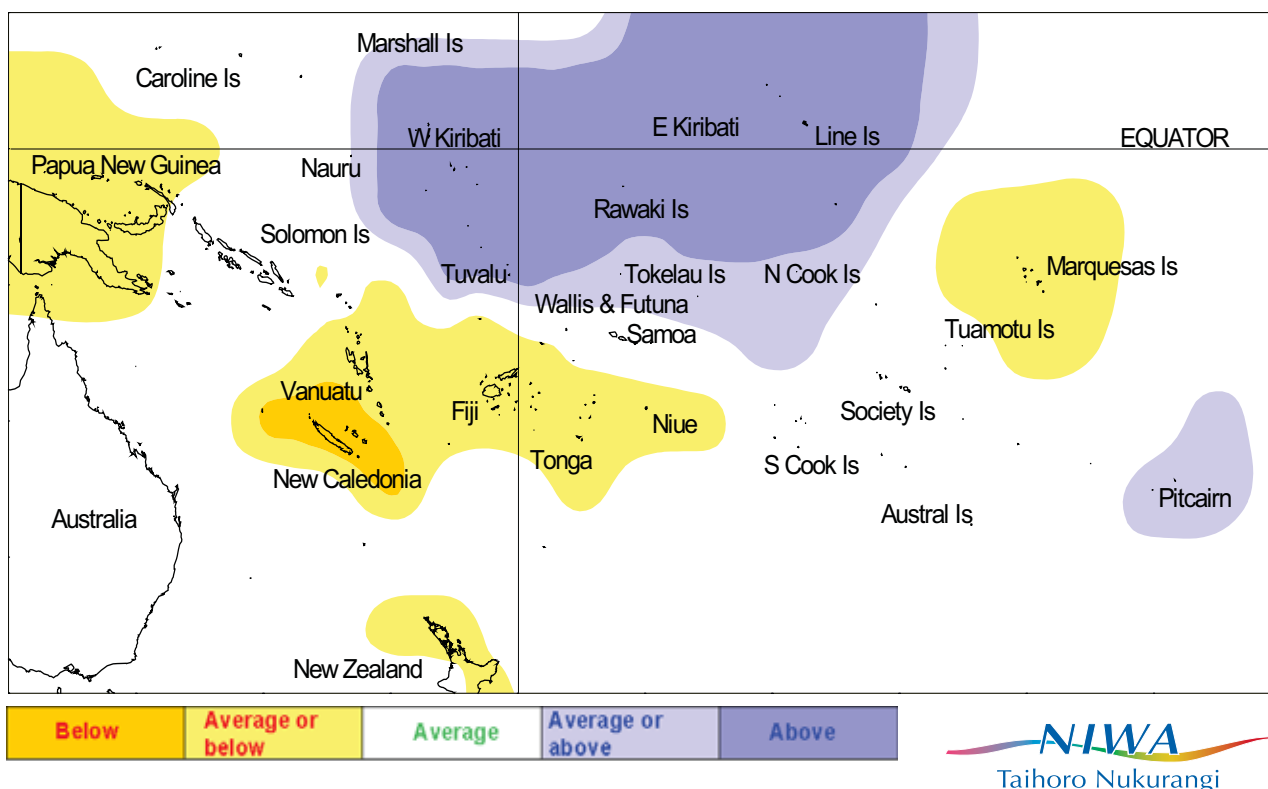 Marshall Is
Caroline Is
W Kiribati
E Kiribati
Line Is
EQUATOR
Papua New Guinea
Nauru
Rawaki Is
Solomon Is
Tuvalu
Tokelau Is
N Cook Is
Marquesas Is
Wallis & Futuna
Samoa
Tuamotu Is
Vanuatu
Fiji
Niue
Society Is
Tonga
S Cook Is
New Caledonia
Pitcairn
Australia
Austral Is
New Zealand
Below
Average or
below
Average
Average or
above
Above
NIWA
Taihoro Nukurangi